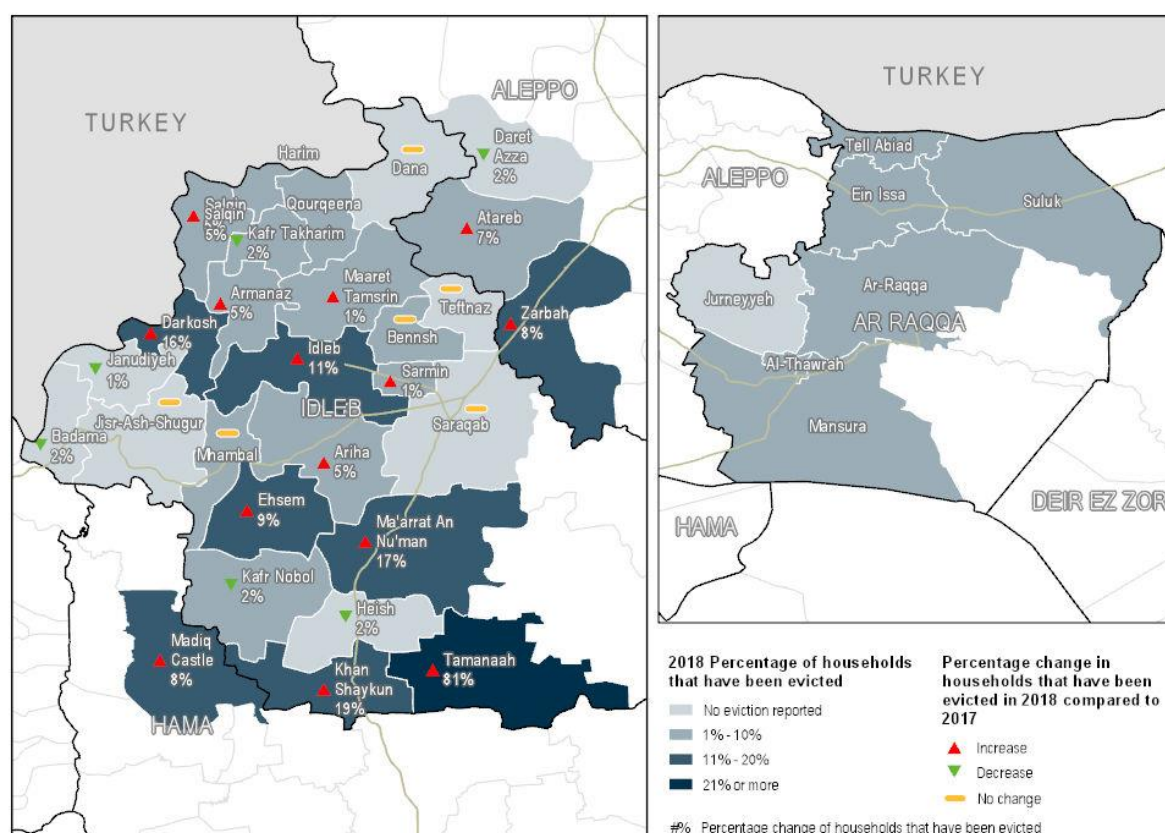 TURKEY
ALEPPO
Harim
Dana
Daret
Azza
2%
Salqin
Salqin
5%
Qourqeena
Kafr Takharim
2%
Atareb
7%
Armanaz
5%
Maaret
Tamsrin
1%
Teftnaz
Bennsh
Zarbah
8%
Darkosh
16%
Janudiyeh
1%
Idleb
11%
Sarmin
1%
IDLEB
Saraqab
Badama
2%
Jisr-Ash-Shugur
Mhambal
Ariha
5%
Ehsem
9%
Ma'arrat An
Nu'man
17%
Kafr Nobol
2%
Heish
2%
Madiq
Castle
8%
HAMA
Khan
Shaykun
19%
Tamanaah
81%
TURKEY
ALEPPO
Tell Abiad
Ein Issa
Suluk
Jurneyyeh
Ar-Raqqa
AR RAQQA
Al-Thawrah
Mansura
HAMA
DEIR EZ ZOR
2018 Percentage of households
that have been evicted
No eviction reported
1% - 10%
11% - 20%
21% or more
Percentage change in
households that have been
evicted in 2018 compared to
2017
Increase
Decrease
No change
#% Percentage change of households that have been evicted